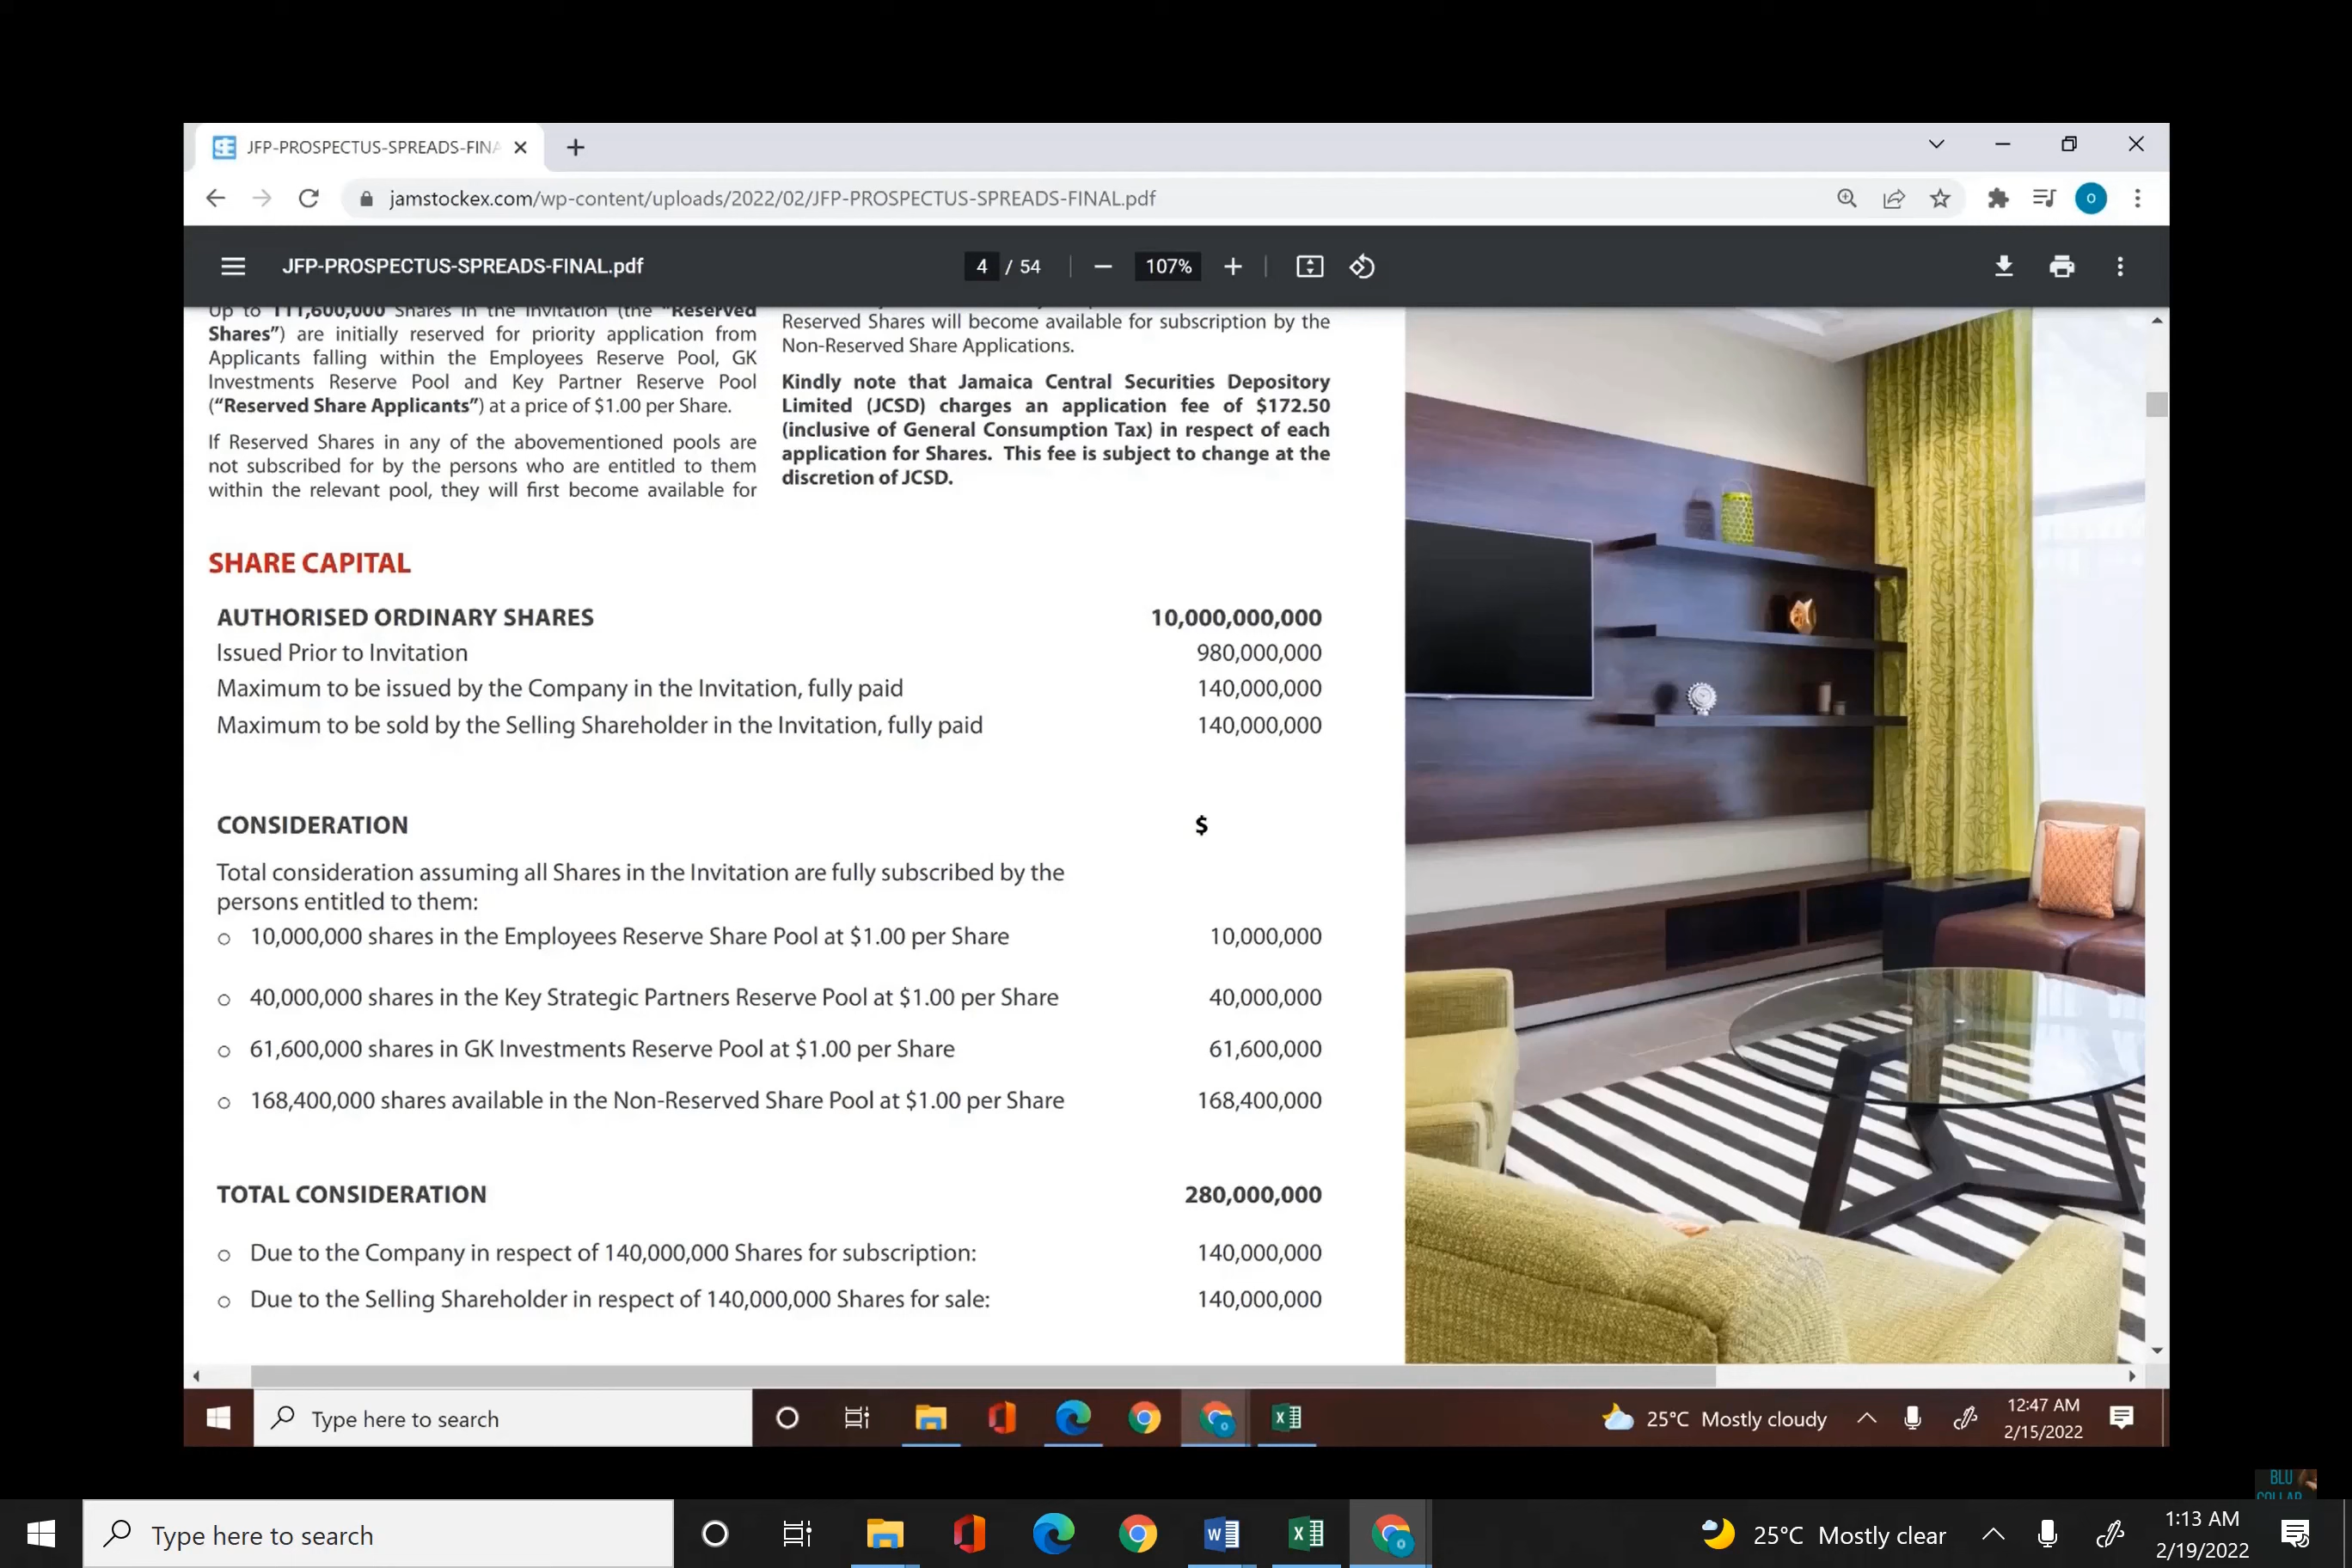 JFP-PROSPECTUS-SPREADS-FINA
jamstockex.com/wp-content/uploads/2022/02/JFP-PROSPECTUS-SPREADS-FINAL.pdf
o
JFP-PROSPECTUS-SPREADS-FINAL.pdf
4 / 54
107%
Up to 111,600,000 Shares in the Invitation (the "Reserved
Shares") are initially reserved for priority application from
Applicants falling within the Employees Reserve Pool, GK
Investments Reserve Pool and Key Partner Reserve Pool
("Reserved Share Applicants") at a price of $1.00 per Share.
If Reserved Shares in any of the abovementioned pools are
not subscribed for by the persons who are entitled to them
within the relevant pool, they will first become available for
Reserved Shares will become available for subscription by the
Non-Reserved Share Applications.
Kindly note that Jamaica Central Securities Depository
Limited (JCSD) charges an application fee of $172.50
(inclusive of General Consumption Tax) in respect of each
application for Shares. This fee is subject to change at the
discretion of JCSD.
SHARE CAPITAL
AUTHORISED ORDINARY SHARES 10,000,000,000
Issued Prior to Invitation 980,000,000
Maximum to be issued by the Company in the Invitation, fully paid 140,000,000
Maximum to be sold by the Selling Shareholder in the Invitation, fully paid 140,000,000
CONSIDERATION $
Total consideration assuming all Shares in the Invitation are fully subscribed by the
persons entitled to them:
10,000,000 shares in the Employees Reserve Share Pool at $1.00 per Share 10,000,000
40,000,000 shares in the Key Strategic Partners Reserve Pool at $1.00 per Share 40,000,000
61,600,000 shares in GK Investments Reserve Pool at $1.00 per Share 61,600,000
168,400,000 shares available in the Non-Reserved Share Pool at $1.00 per Share 168,400,000
TOTAL CONSIDERATION 280,000,000
Due to the Company in respect of 140,000,000 Shares for subscription: 140,000,000
Due to the Selling Shareholder in respect of 140,000,000 Shares for sale: 140,000,000
Type here to search
25°C Mostly cloudy
12:47 AM
2/15/2022
BLU
COLLAR
Type here to search
25°C Mostly clear
1:13 AM
2/19/2022